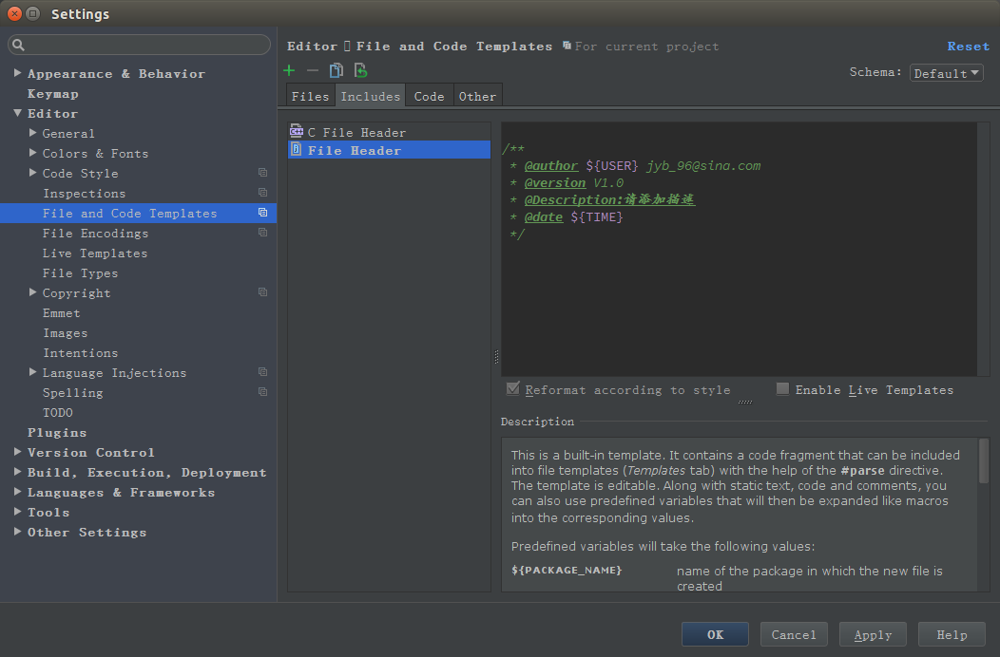 Settings
Editor File and Code Templates For current project Reset
Schema: Default
Files Includes Code Other
Appearance & Behavior
Keymap
Editor
General
Colors & Fonts
Code Style
Inspections
File and Code Templates
File Encodings
Live Templates
File Types
Copyright
Emmet
Images
Intentions
Language Injections
Spelling
TODO
Plugins
Version Control
Build, Execution, Deployment
Languages & Frameworks
Tools
Other Settings
C File Header
File Header
/**
* @author ${USER} jyb_96@sina.com
* @version V1.0
* @Description:请添加描述
* @date ${TIME}
*/
Reformat according to style Enable Live Templates
Description
This is a built-in template. It contains a code fragment that can be included
into file templates (Templates tab) with the help of the #parse directive.
The template is editable. Along with static text, code and comments, you
can also use predefined variables that will then be expanded like macros
into the corresponding values.
Predefined variables will take the following values:
${PACKAGE_NAME} name of the package in which the new file is
created
OK Cancel Apply Help